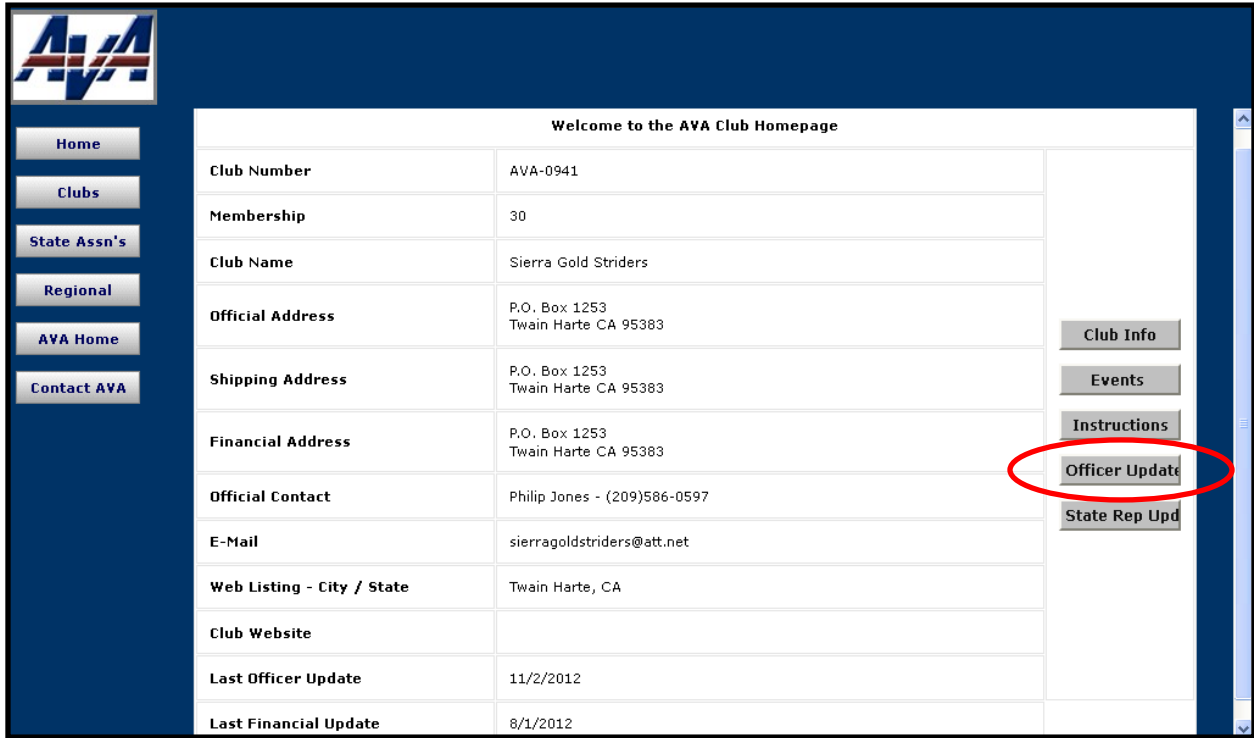 AVA
Home
Clubs
State Assn's
Regional
AVA Home
Contact AVA
Welcome to the AVA Club Homepage
Club Number AVA-0941
Membership 30
Club Name Sierra Gold Striders
Official Address P.O. Box 1253
Twain Harte CA 95383
Shipping Address P.O. Box 1253
Twain Harte CA 95383
Financial Address P.O. Box 1253
Twain Harte CA 95383
Official Contact Philip Jones - (209)586-0597
E-Mail sierragoldstriders@att.net
Web Listing - City / State Twain Harte, CA
Club Website
Last Officer Update 11/2/2012
Last Financial Update 8/1/2012
Club Info
Events
Instructions
Officer Update
State Rep Upd